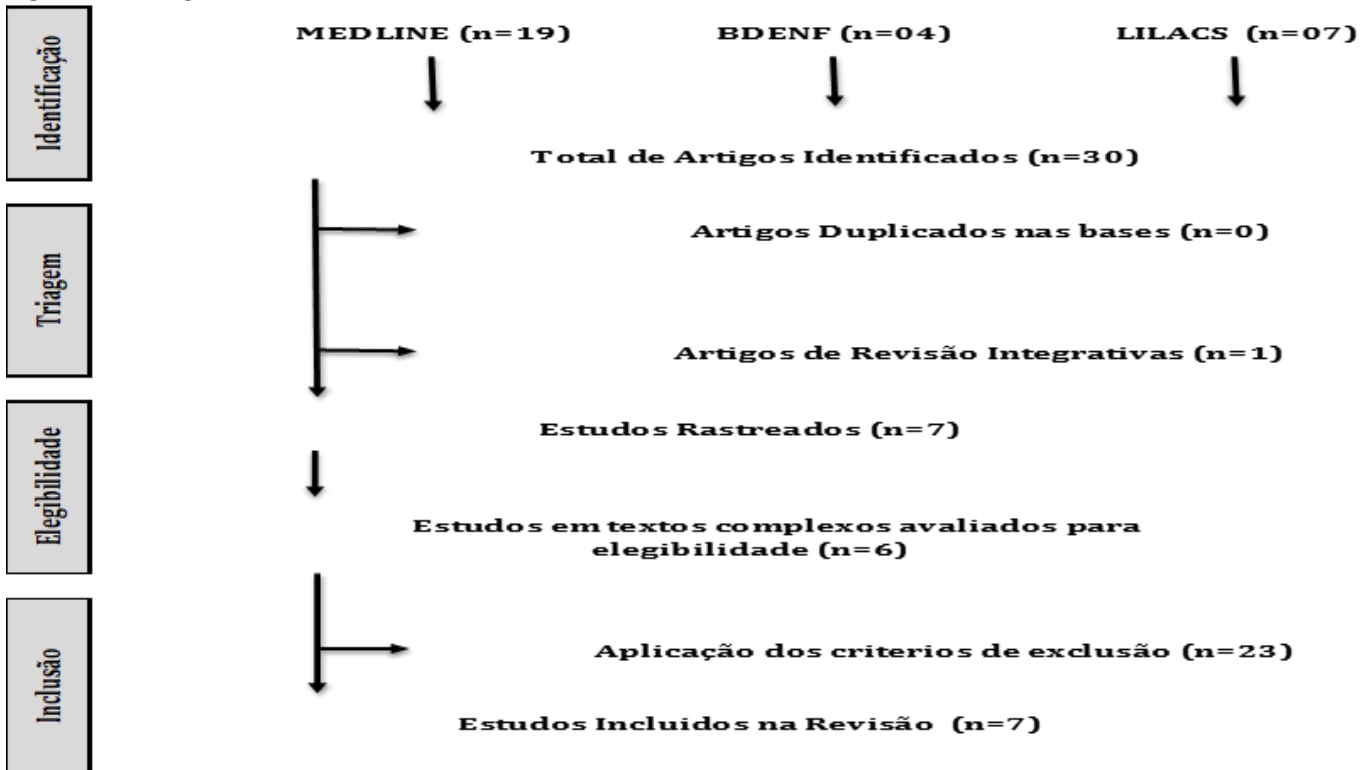 MEDLINE (n=19)
BDENF (n=04)
LILACS (n=07)
Identificação
Total de Artigos Identificados (n=30)
Artigos Duplicados nas bases (n=0)
Triagem
Artigos de Revisão Integrativas (n=1)
Estudos Rastreados (n=7)
Elegibilidade
Estudos em textos complexos avaliados para
elegibilidade (n=6)
Aplicação dos criterios de exclusão (n=23)
Inclusão
Estudos Incluidos na Revisão (n=7)